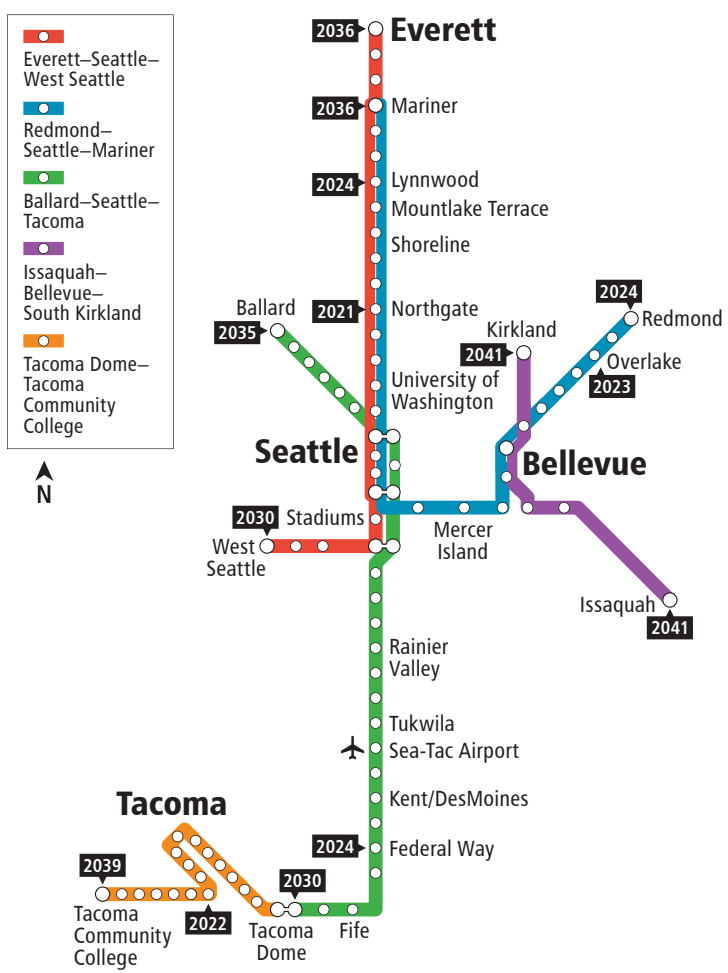 Everett–Seattle–
West Seattle
Redmond–
Seattle–Mariner
Ballard–Seattle–
Tacoma
Issaquah–
Bellevue–
South Kirkland
Tacoma Dome–
Tacoma
Community
College
N
2036
Everett
2036
Mariner
2024
Lynnwood
Mountlake Terrace
Shoreline
2021
Northgate
Ballard
2035
2024
Redmond
Kirkland
2041
Overlake
2023
University of
Washington
Seattle
Bellevue
2030
Stadiums
West
Seattle
Mercer
Island
Issaquah
2041
Rainier
Valley
Tukwila
Sea-Tac Airport
Kent/DesMoines
2024
Federal Way
Tacoma
2039
Tacoma
Community
College
2022
2030
Tacoma
Dome
Fife